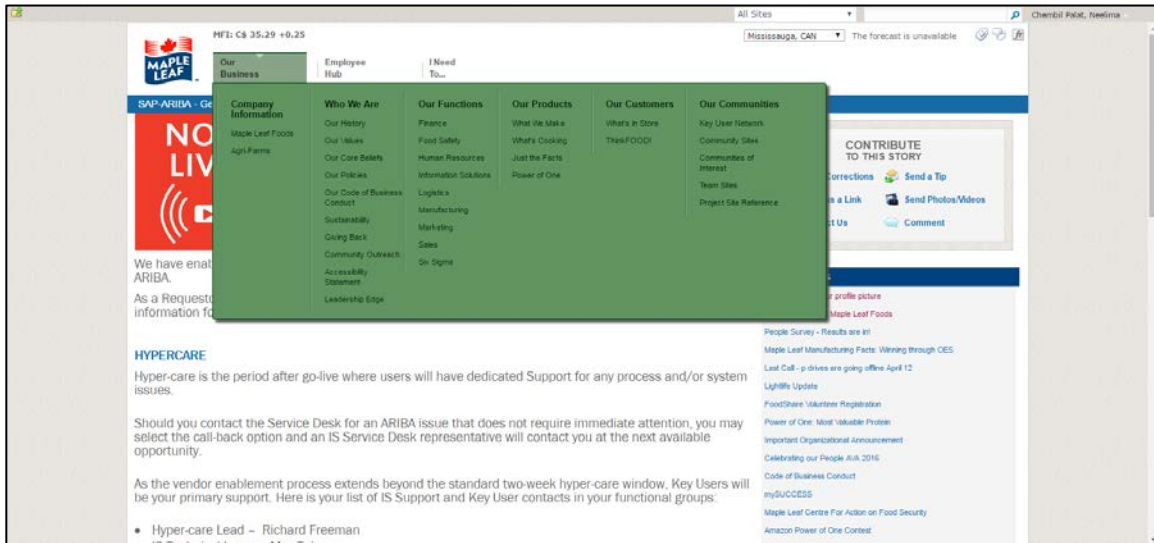 All Sites
Chembil Palat, Neelima
MFI: C$ 35.29 +0.25
Mississauga, CAN
The forecast is unavailable
MAPLE
LEAF
Our
Business
Employee
Hub
I Need
To...
SAP-ARIBA - Ge
Company
Information
Maple Leaf Foods
Agri-Farms
Who We Are
Our History
Our Values
Our Core Beliefs
Our Policies
Our Code of Business
Conduct
Sustainability
Giving Back
Community Outreach
Accessibility
Statement
Leadership Edge
Our Functions
Finance
Food Safety
Human Resources
Information Solutions
Logistics
Manufacturing
Marketing
Sales
Six Sigma
Our Products
What We Make
What's Cooking
Just the Facts
Power of One
Our Customers
What's In Store
ThinkFOOD!
Our Communities
Key User Network
Community Sites
Communities of
Interest
Team Sites
Project Site Reference
NO
LIV
We have enab
ARIBA.
As a Requesto
information fo
HYPERCARE
Hyper-care is the period after go-live where users will have dedicated Support for any process and/or system
issues.
Should you contact the Service Desk for an ARIBA issue that does not require immediate attention, you may
select the call-back option and an IS Service Desk representative will contact you at the next available
opportunity.
As the vendor enablement process extends beyond the standard two-week hyper-care window, Key Users will
be your primary support. Here is your list of IS Support and Key User contacts in your functional groups:
• Hyper-care Lead – Richard Freeman
CONTRIBUTE
TO THIS STORY
orrections
Send a Tip
s a Link
Send Photos/Videos
ct Us
Comment
r profile picture
Maple Leaf Foods
People Survey - Results are in!
Maple Leaf Manufacturing Facts: Winning through OES
Last Call - p drives are going offline April 12
Lightlife Update
FoodShare Volunteer Registration
Power of One: Most Valuable Protein
Important Organizational Announcement
Celebrating our People AVA 2016
Code of Business Conduct
mySUCCESS
Maple Leaf Centre For Action on Food Security
Amazon Power of One Contest